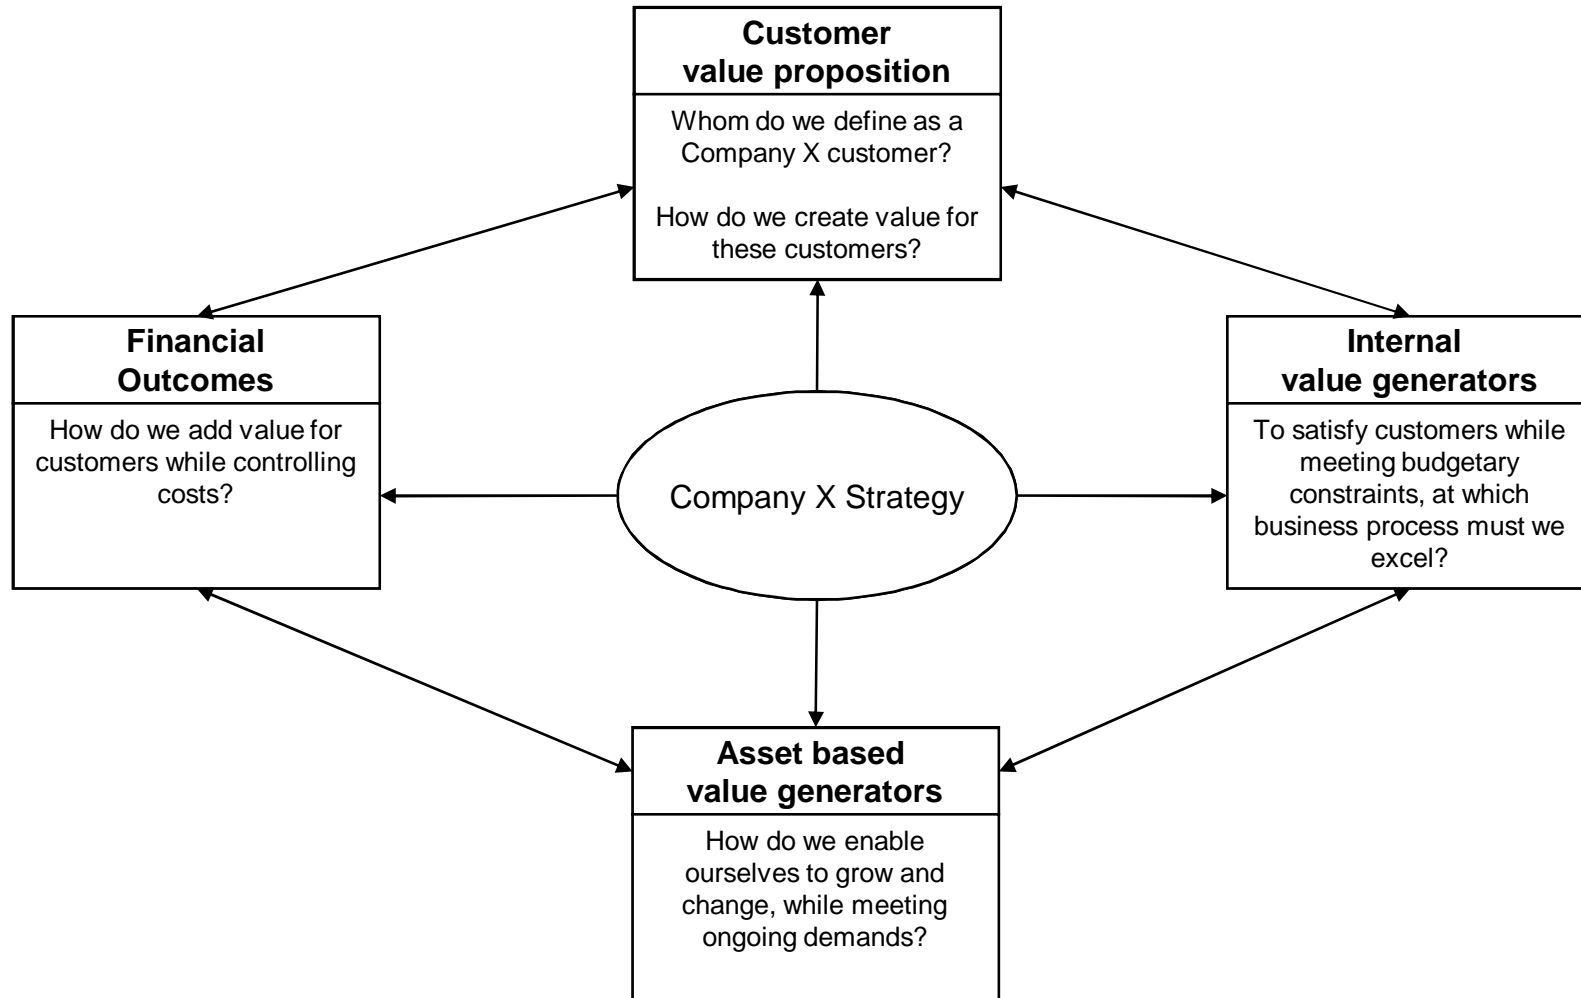 Customer
value proposition
Whom do we define as a
Company X customer?
How do we create value for
these customers?
Financial
Outcomes
How do we add value for
customers while controlling
costs?
Company X Strategy
Internal
value generators
To satisfy customers while
meeting budgetary
constraints, at which
business process must we
excel?
Asset based
value generators
How do we enable
ourselves to grow and
change, while meeting
ongoing demands?